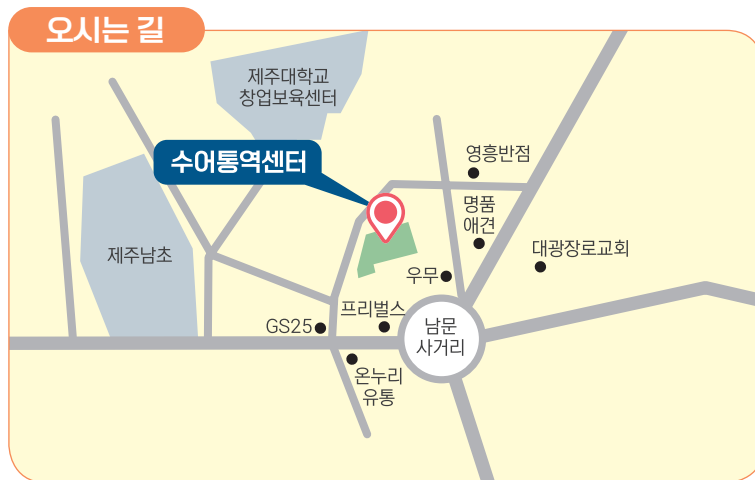 오시는 길
제주대학교
창업보육센터
수어통역센터
영흥반점
명품
애견
대광장로교회
제주남초
우무
프리벌스
GS25
남문
사거리
온누리
유통